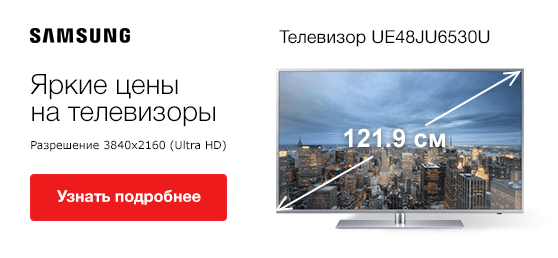 SAMSUNG
Яркие цены
на телевизоры
Разрешение 3840x2160 (Ultra HD)
Узнать подробнее
Телевизор UE48JU6530U
121.9 см